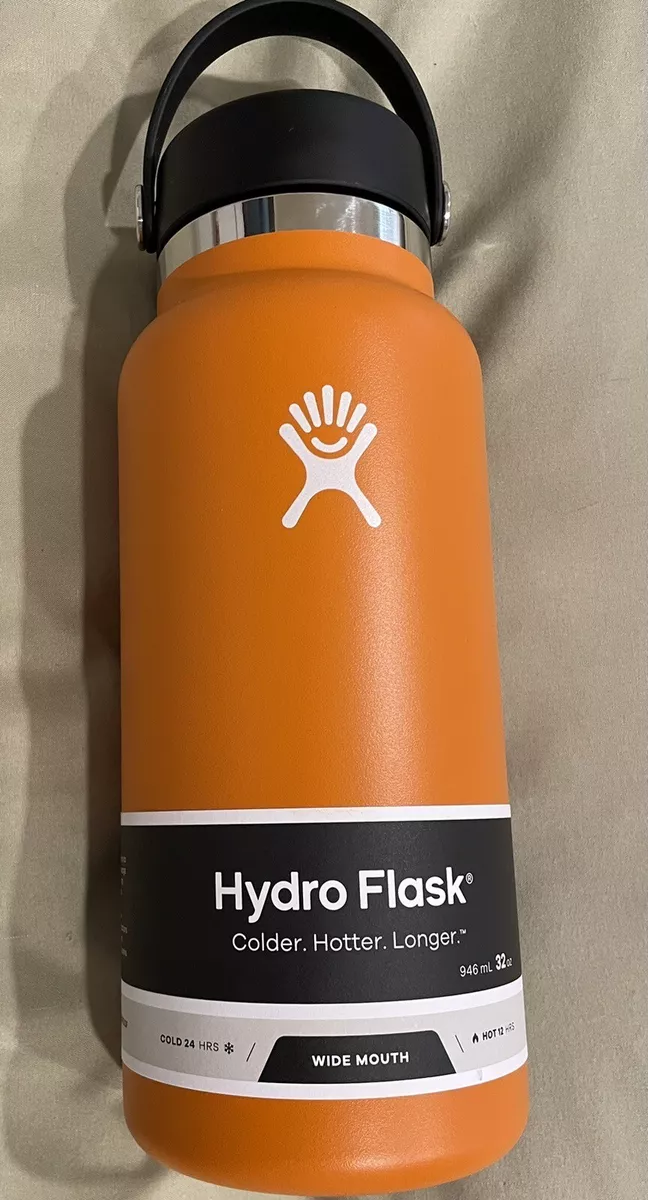 Hydro Flask®
Colder. Hotter. Longer.™
946 mL 32 oz
COLD 24 HRS
WIDE MOUTH
HOT 12 HRS